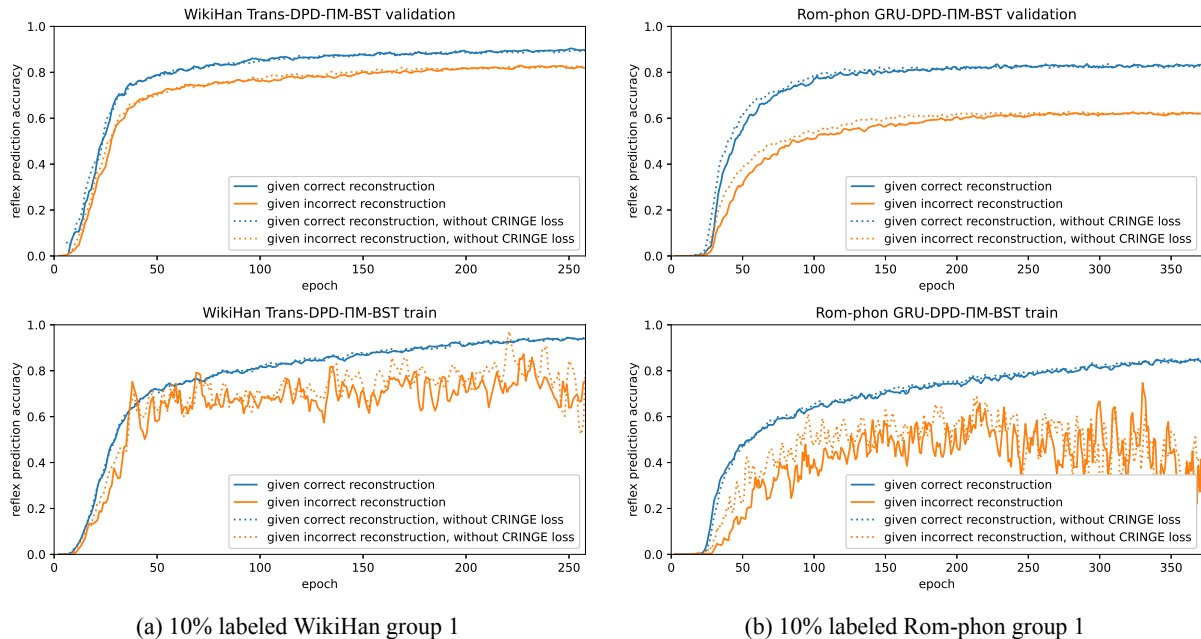 WikiHan Trans-DPD-ΠM-BST validation
reflex prediction accuracy
1.0
0.8
0.6
0.4
0.2
0.0
given correct reconstruction
given incorrect reconstruction
given correct reconstruction, without CRINGE loss
given incorrect reconstruction, without CRINGE loss
0 50 100 150 200 250
epoch
Rom-phon GRU-DPD-ΠM-BST validation
reflex prediction accuracy
1.0
0.8
0.6
0.4
0.2
0.0
given correct reconstruction
given incorrect reconstruction
given correct reconstruction, without CRINGE loss
given incorrect reconstruction, without CRINGE loss
0 50 100 150 200 250 300 350
epoch
WikiHan Trans-DPD-ΠM-BST train
reflex prediction accuracy
1.0
0.8
0.6
0.4
0.2
0.0
given correct reconstruction
given incorrect reconstruction
given correct reconstruction, without CRINGE loss
given incorrect reconstruction, without CRINGE loss
0 50 100 150 200 250
epoch
Rom-phon GRU-DPD-ΠM-BST train
reflex prediction accuracy
1.0
0.8
0.6
0.4
0.2
0.0
given correct reconstruction
given incorrect reconstruction
given correct reconstruction, without CRINGE loss
given incorrect reconstruction, without CRINGE loss
0 50 100 150 200 250 300 350
epoch
(a) 10% labeled WikiHan group 1
(b) 10% labeled Rom-phon group 1